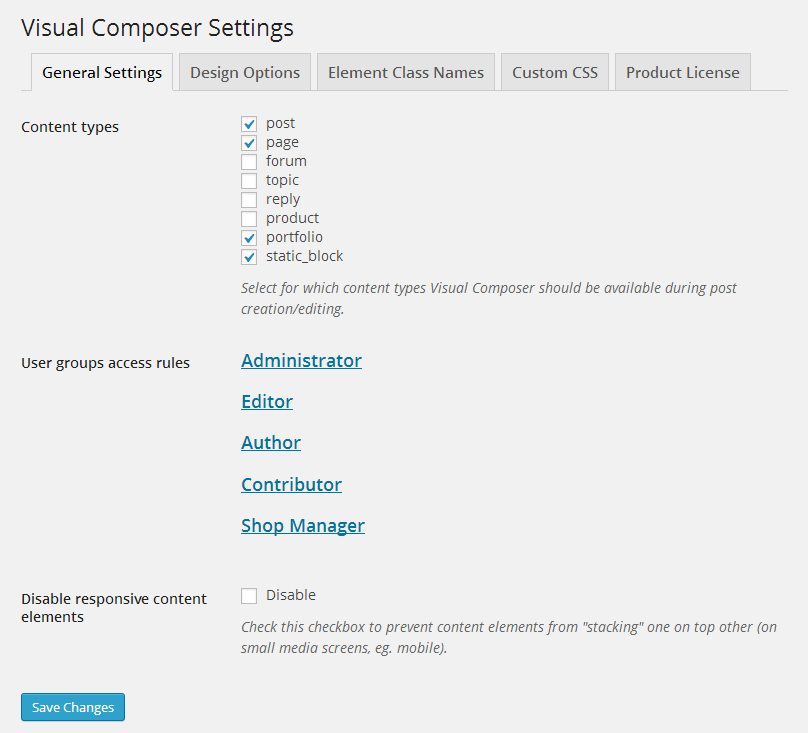 Visual Composer Settings
General Settings
Design Options
Element Class Names
Custom CSS
Product License
Content types
post
page
forum
topic
reply
product
portfolio
static_block
Select for which content types Visual Composer should be available during post
creation/editing.
User groups access rules
Administrator
Editor
Author
Contributor
Shop Manager
Disable responsive content
elements
Disable
Check this checkbox to prevent content elements from "stacking" one on top other (on
small media screens, eg. mobile).
Save Changes